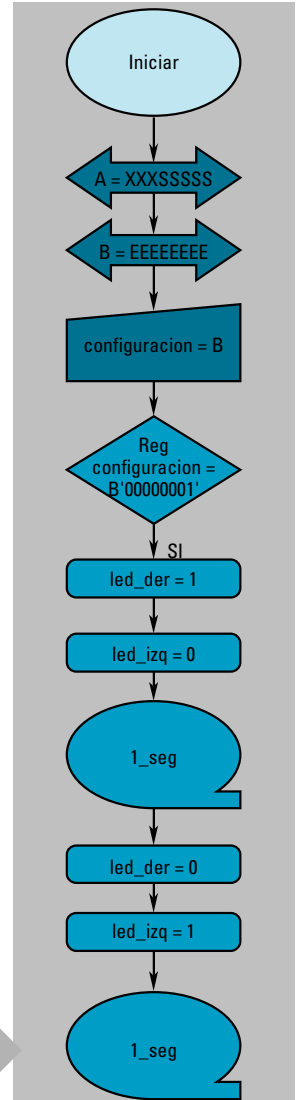 Iniciar
A = XXXSSSSS
B = EEEEEEEE
configuracion = B
Reg
configuracion =
B'00000001'
SI
led_der = 1
led_izq = 0
1_seg
led_der = 0
led_izq = 1
1_seg